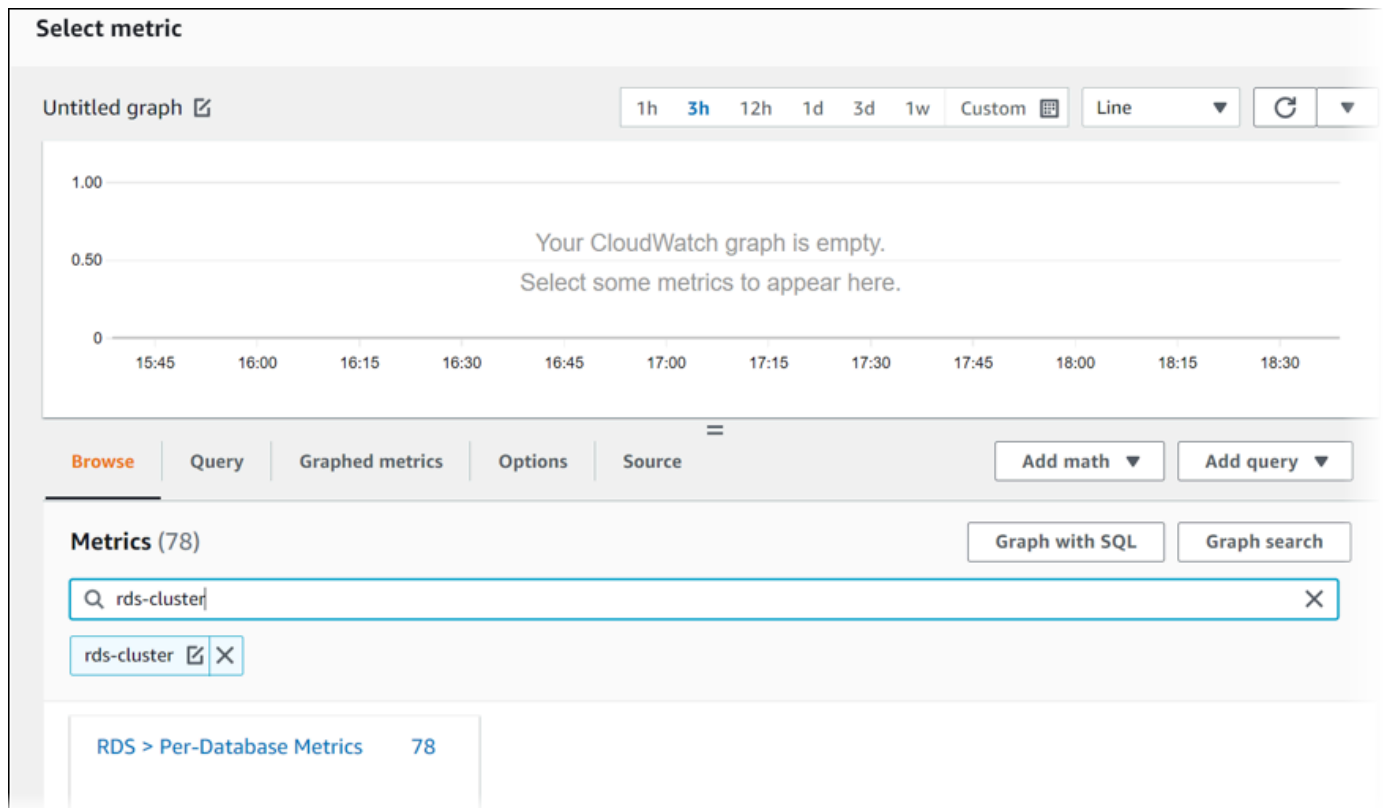 Select metric
Untitled graph
1h 3h 12h 1d 3d 1w Custom Line
1.00
Your CloudWatch graph is empty.
0.50
Select some metrics to appear here.
0
15:45 16:00 16:15 16:30 16:45 17:00 17:15 17:30 17:45 18:00 18:15 18:30
Browse Query Graphed metrics Options Source Add math Add query
Metrics (78) Graph with SQL Graph search
rds-cluster
rds-cluster
RDS > Per-Database Metrics 78